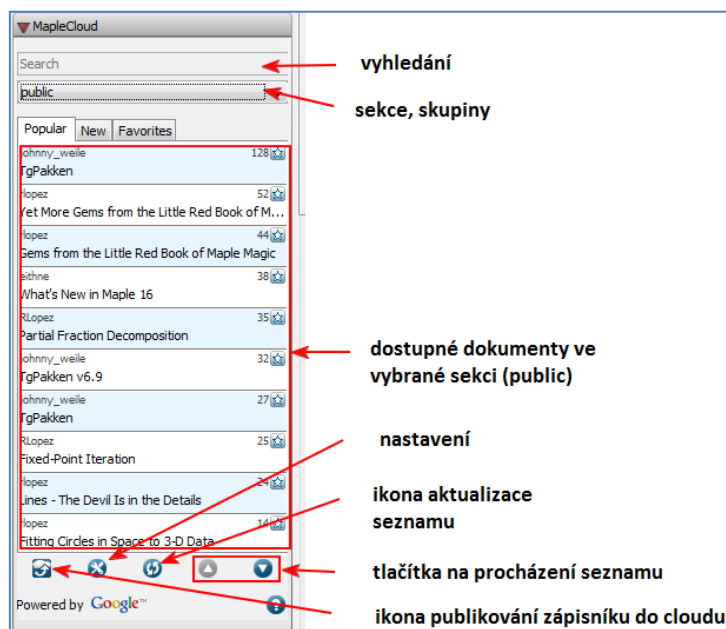 MapleCloud
Search
vyhledání
public
sekce, skupiny
Popular New Favorites
johnny_weile 128
TgPakken
rlopez 52
Yet More Gems from the Little Red Book of M...
rlopez 44
Gems from the Little Red Book of Maple Magic
eithne 38
What's New in Maple 16
RLopez 35
Partial Fraction Decomposition
johnny_weile 32
TgPakken v6.9
dostupné dokumenty ve
vybrané sekci (public)
johnny_weile 27
TgPakken
RLopez 25
Fixed-Point Iteration
nastavení
rlopez 24
Lines - The Devil Is in the Details
ikona aktualizace
seznamu
rlopez 14
Fitting Circles in Space to 3-D Data
tlačítka na procházení seznamu
Powered by Google™ ?
ikona publikování zápisníku do cloudu